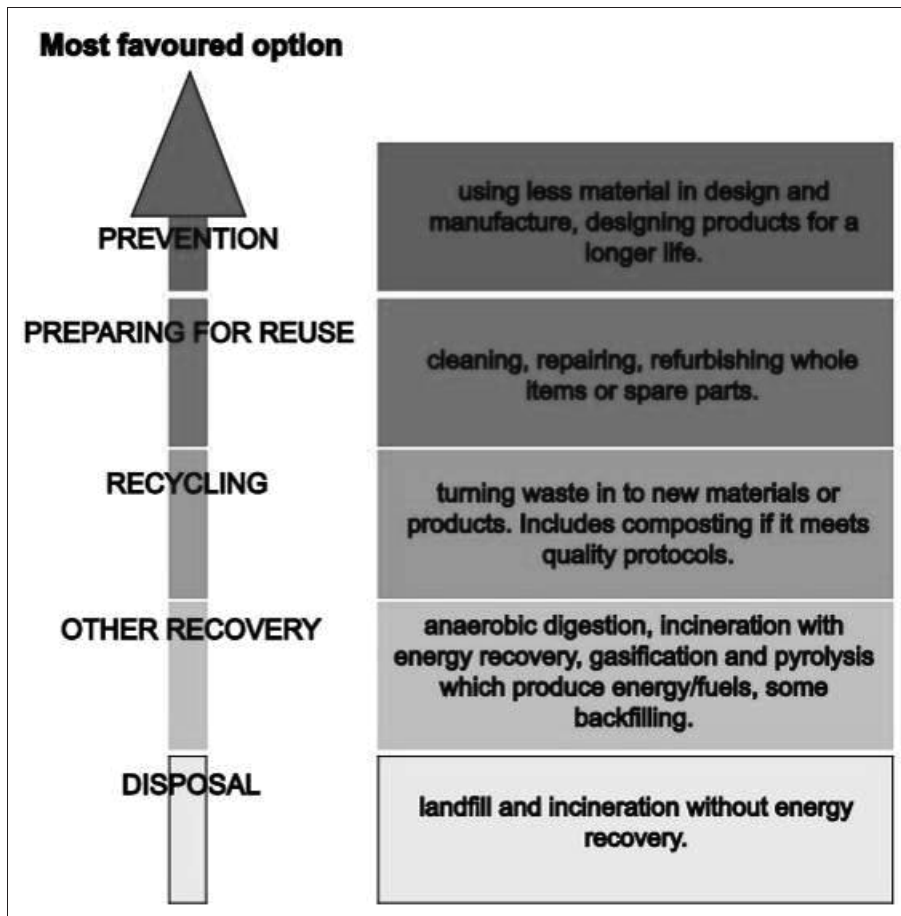 Most favoured option
PREVENTION
using less material in design and
manufacture, designing products for a
longer life.
PREPARING FOR REUSE
cleaning, repairing, refurbishing whole
items or spare parts.
RECYCLING
turning waste in to new materials or
products. Includes composting if it meets
quality protocols.
OTHER RECOVERY
anaerobic digestion, incineration with
energy recovery, gasification and pyrolysis
which produce energy/fuels, some
backfilling.
DISPOSAL
landfill and incineration without energy
recovery.